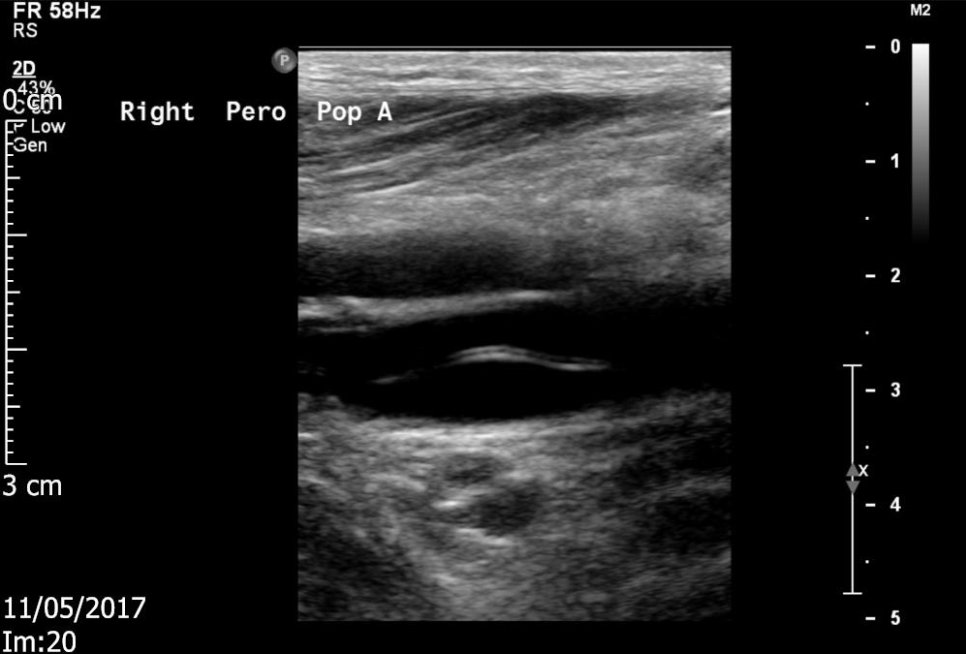 FR 58Hz
RS
M2
P
2D
43%
0 cm
Right Pero Pop A
Low
Gen
0
1
2
3
x
4
5
3 cm
11/05/2017
Im:20